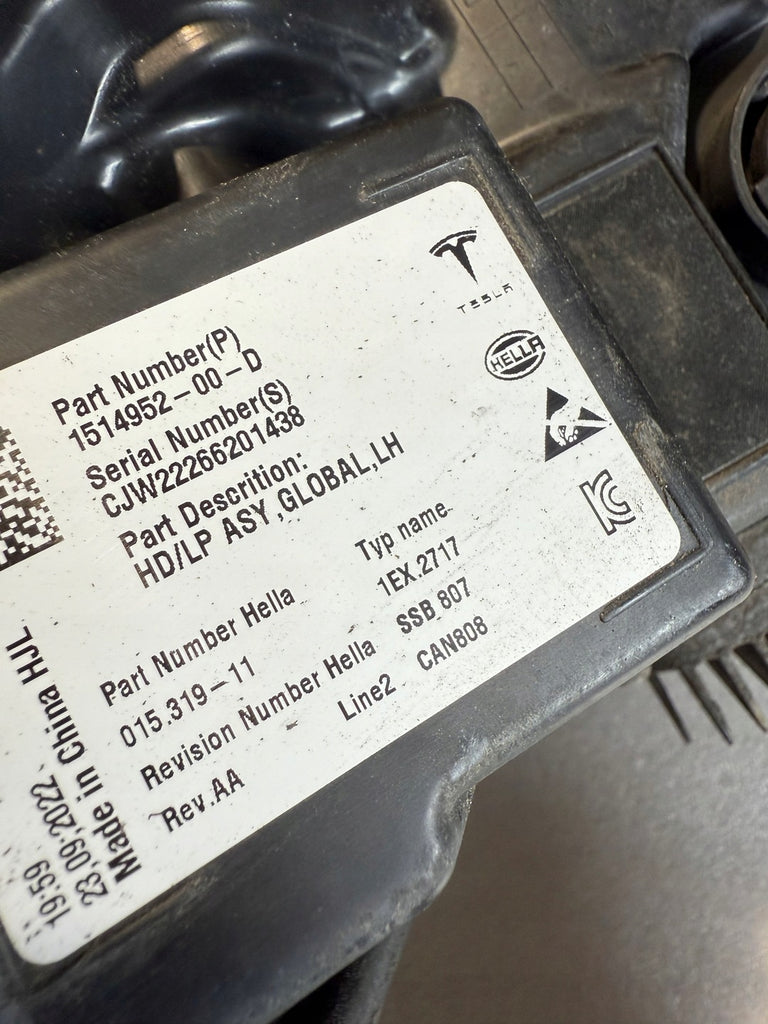 TESLA
HELLA
Part Number(P)
1514952-00-D
Serial Number(S)
CJW22266201438
Part Descrition:
HD/LP ASY ,GLOBAL,LH
Part Number Hella
015.319-11
Revision Number Hella
Rev.AA
Typ name
1EX.2717
SSB 807
Line2 CAN808
19:59
23,09,2022
Made in China HJL